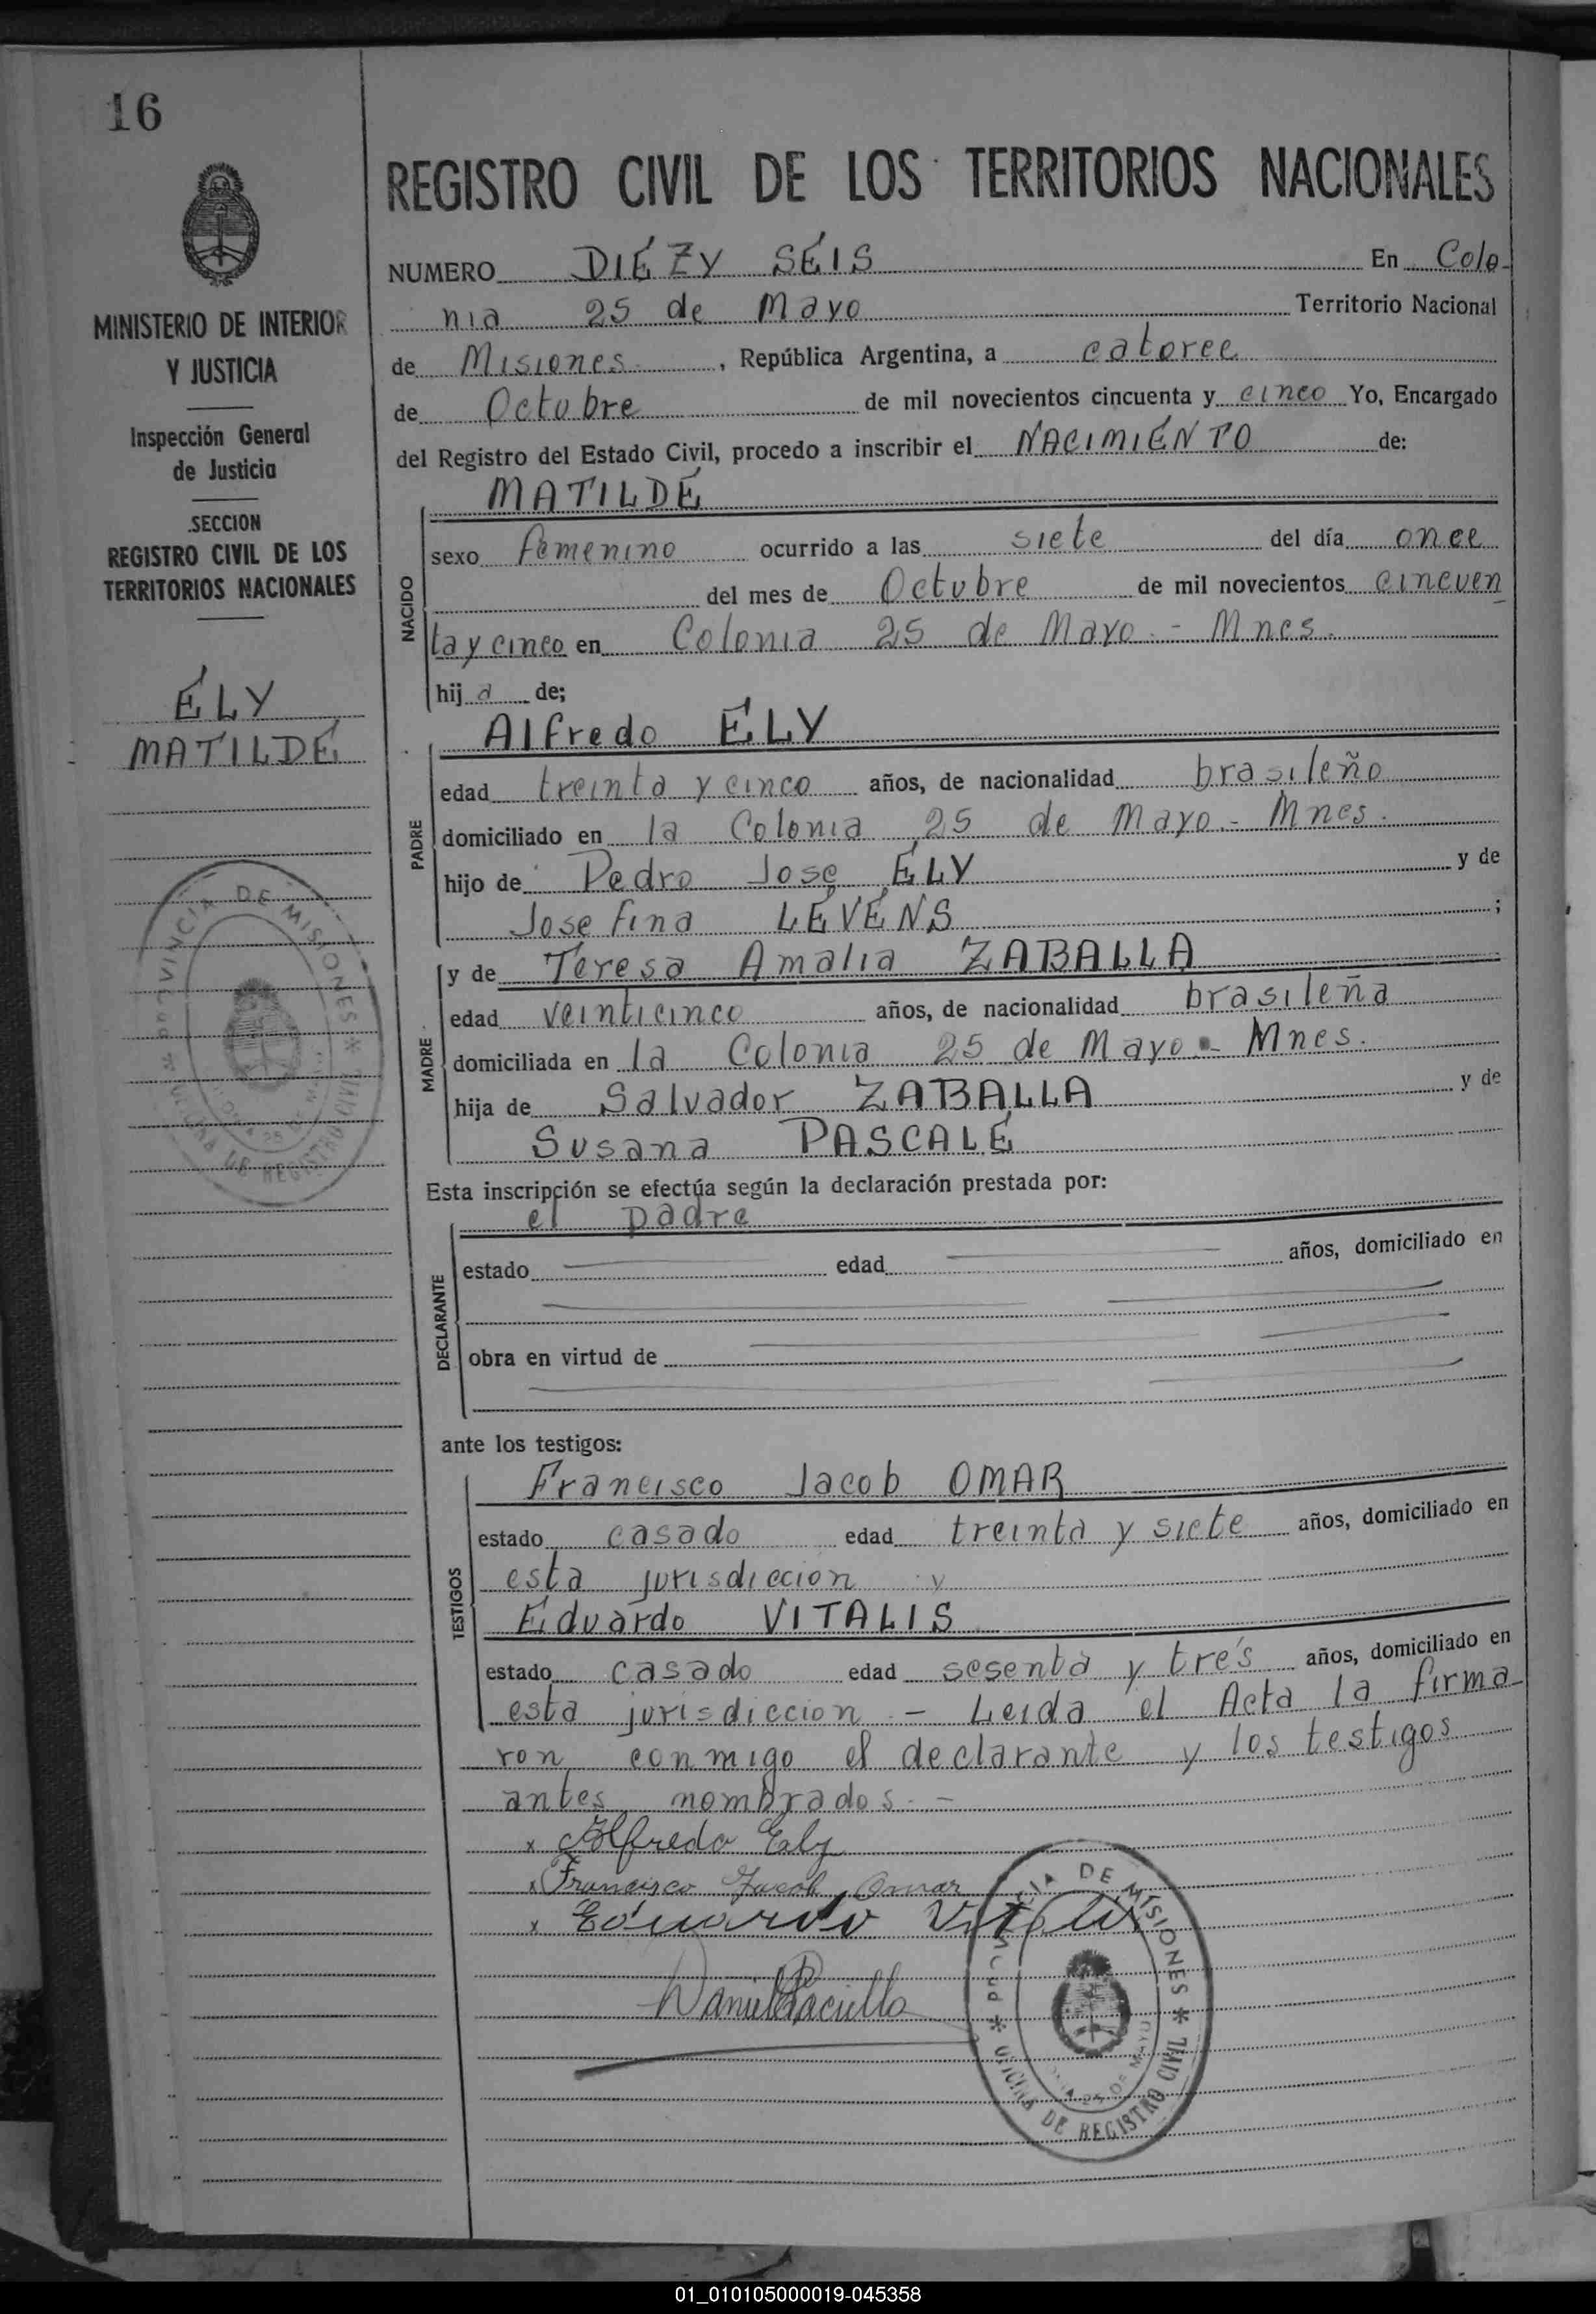 16
MINISTERIO DE INTERIOR
Y JUSTICIA
Inspección General
de Justicia
SECCION
REGISTRO CIVIL DE LOS
TERRITORIOS NACIONALES
ÉLY
MATILDÉ
PROVINCIA DE MISIONES * OFICINA DE REGISTRO CIVIL *
REGISTRO CIVIL DE LOS TERRITORIOS NACIONALES
NUMERO DIÉZ Y SÉIS En Colo-
nia 25 de Mayo Territorio Nacional
de Misiones, República Argentina, a catorce
de Octubre de mil novecientos cincuenta y cinco Yo, Encargado
del Registro del Estado Civil, procedo a inscribir el NACIMIÉNTO de:
NACIDO
MATILDÉ
sexo femenino ocurrido a las siete del día once
del mes de Octubre de mil novecientos cincuen
ta y cinco en Colonia 25 de Mayo.- Mnes.
hija de;
PADRE
Alfredo ÉLY
edad treinta y cinco años, de nacionalidad brasileño
domiciliado en la Colonia 25 de Mayo.- Mnes.
hijo de Pedro Jose ÉLY y de
Josefina LÉVÉNS ;
MADRE
y de Teresa Amalia ZABALLA
edad veinticinco años, de nacionalidad brasileña
domiciliada en la Colonia 25 de Mayo.- Mnes.
hija de Salvador ZABALLA y de
Susana PASCALÉ
Esta inscripción se efectúa según la declaración prestada por:
DECLARANTE
el padre
estado edad años, domiciliado en
obra en virtud de
ante los testigos:
TESTIGOS
Francisco Jacob OMAR
estado casado edad treinta y siete años, domiciliado en
esta jurisdiccion y
Éduardo VITALIS
estado casado edad sesenta y trés años, domiciliado en
esta jurisdiccion - Leida el Acta la firma-
ron conmigo el declarante y los testigos
antes nombrados.-
x Alfredo Ely
x Francisco Jacob Omar
x Eduardo Vitalis
PROVINCIA DE MISIONES * OFICINA DE REGISTRO CIVIL *
01_010105000019-045358